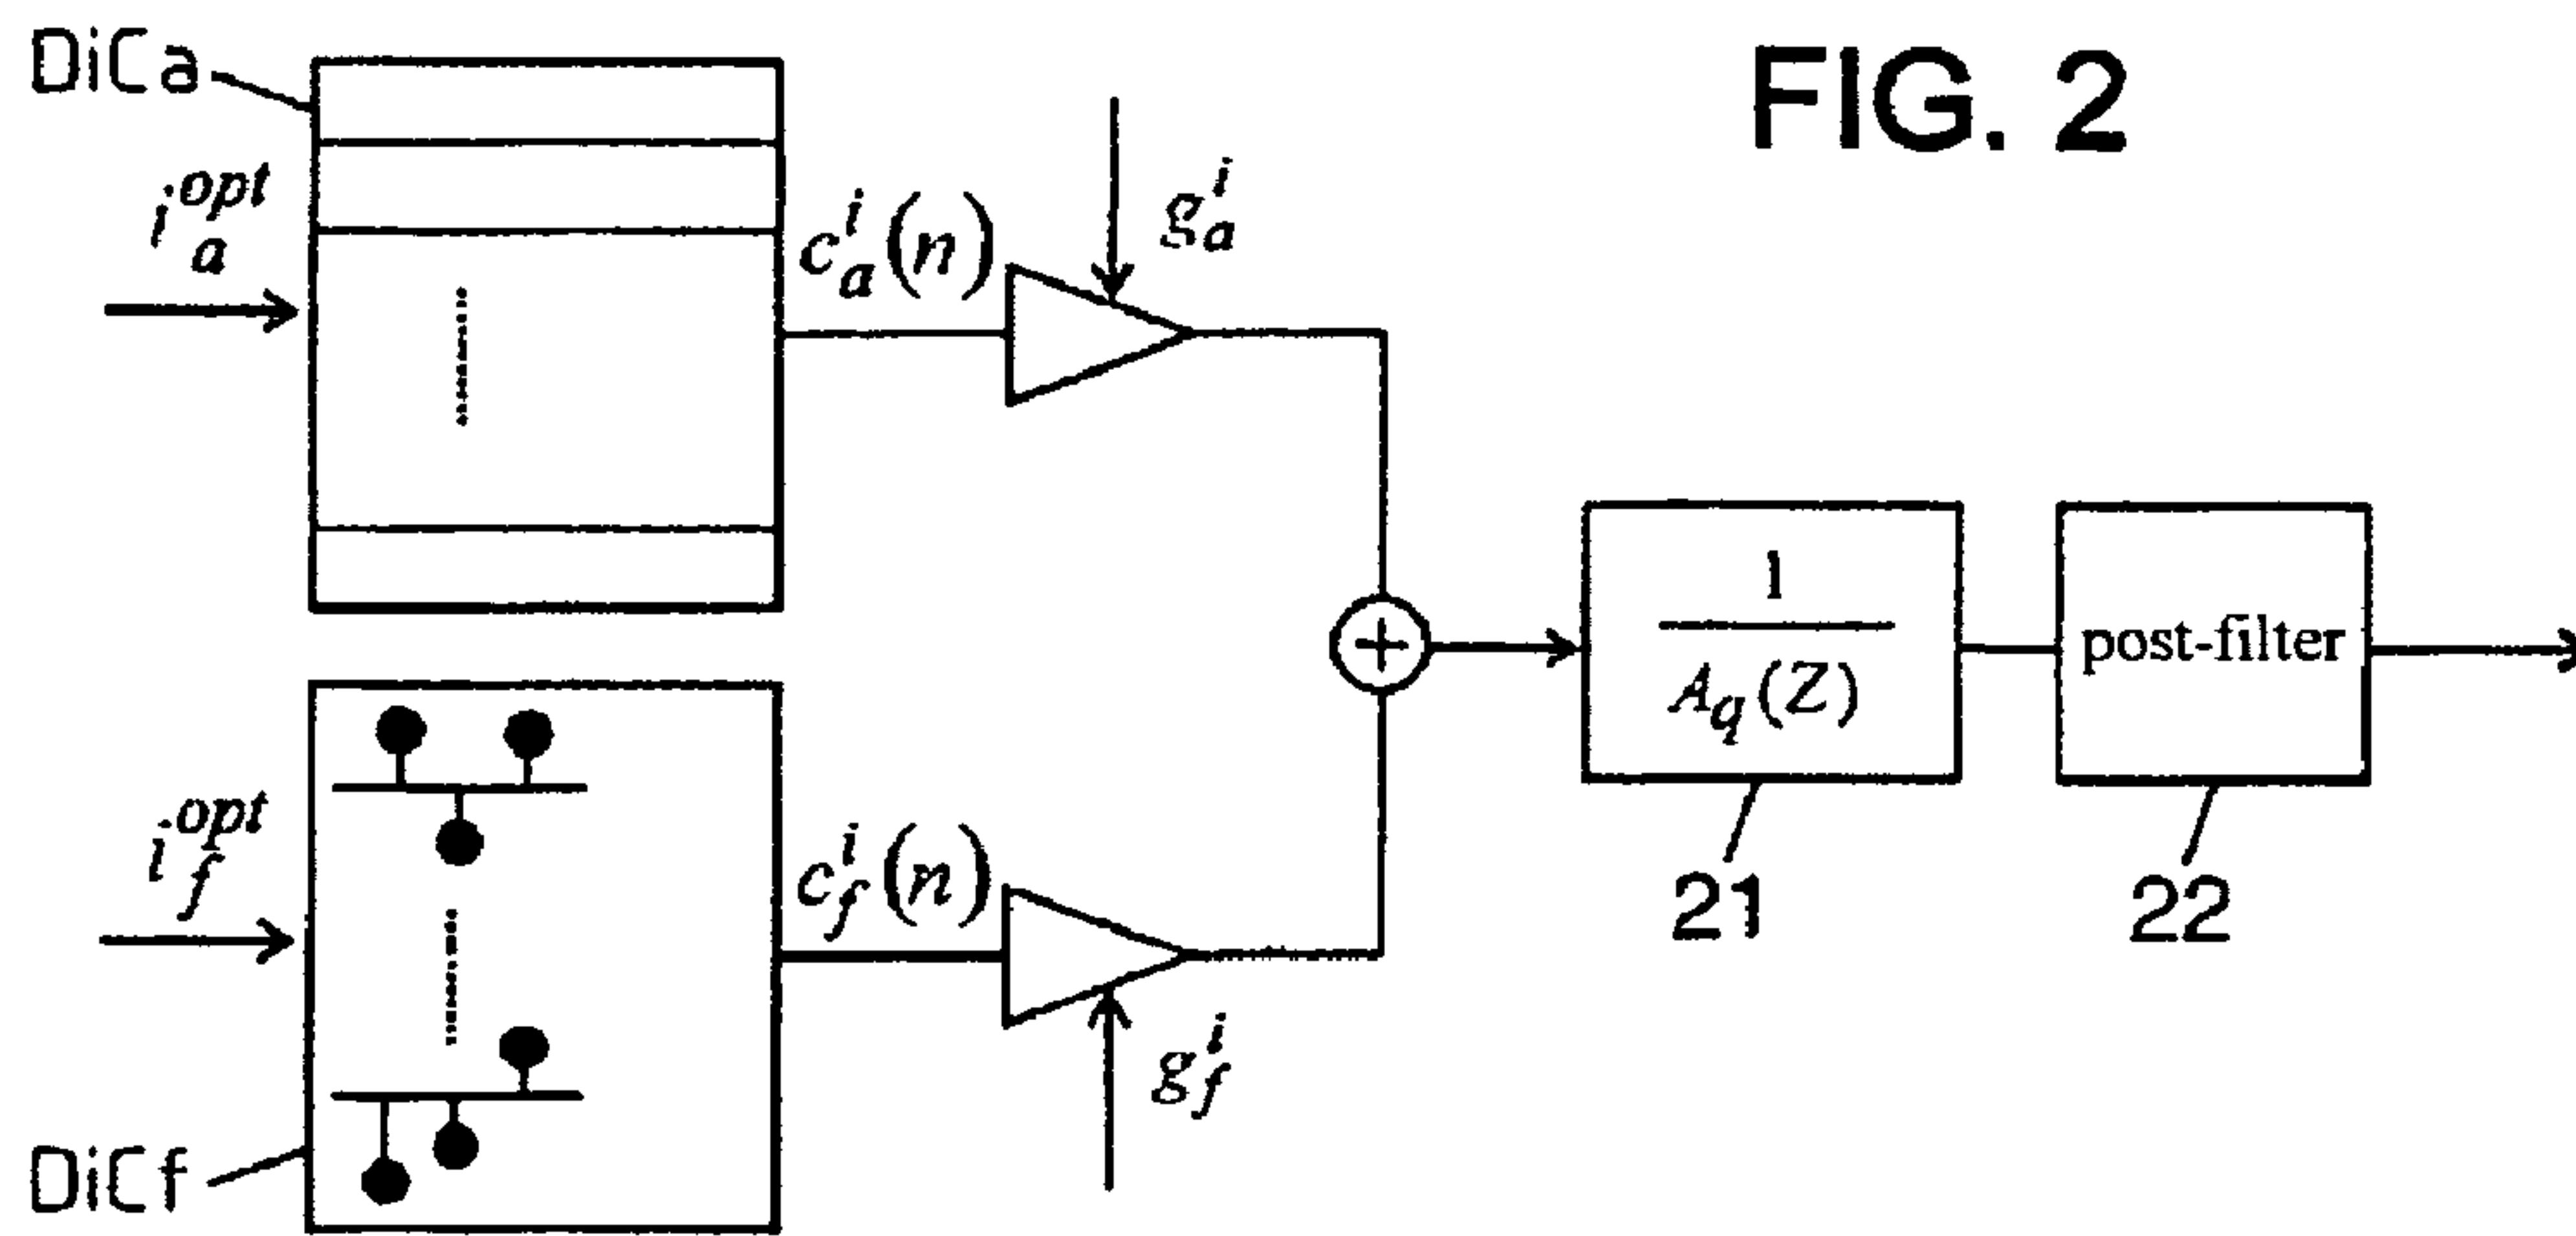 DiCa
FIG. 2
i_a^opt
c_a^i(n)
g_a^i
+
1
A_q(Z)
post-filter
21
22
i_f^opt
c_f^i(n)
g_f^i
DiCf